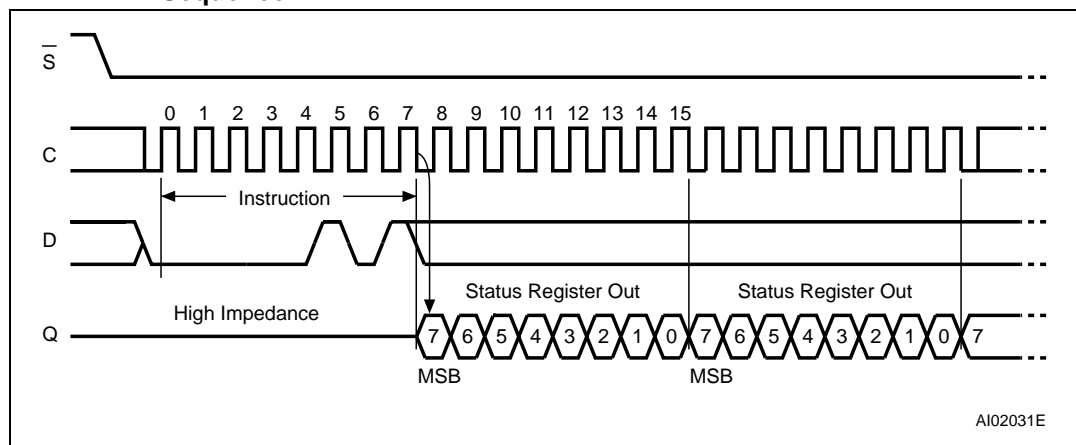 S
0 1 2 3 4 5 6 7 8 9 10 11 12 13 14 15
C
Instruction
D
Status Register Out Status Register Out
High Impedance
Q 7 6 5 4 3 2 1 0 7 6 5 4 3 2 1 0 7
MSB MSB
AI02031E